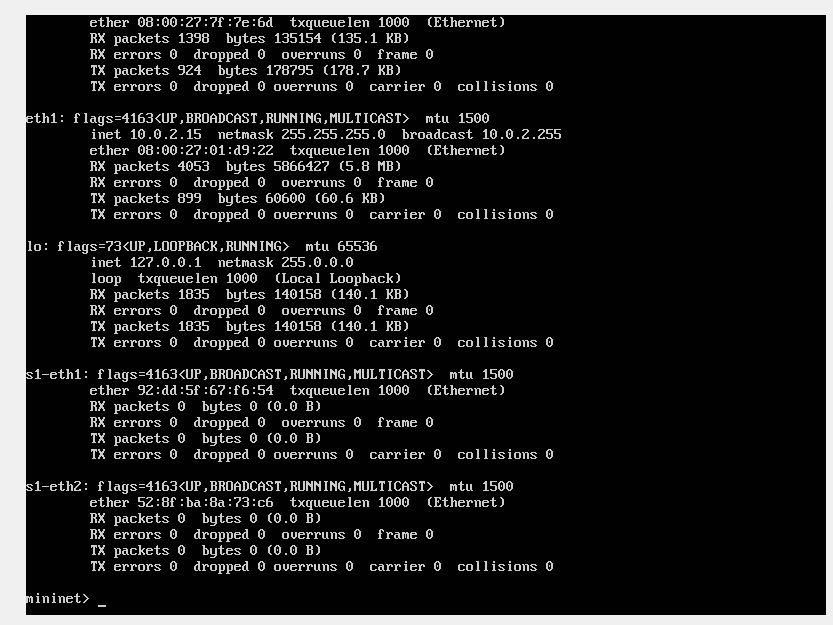 ether 08:00:27:7f:7e:6d  txqueuelen 1000  (Ethernet)
RX packets 1398  bytes 135154 (135.1 KB)
RX errors 0  dropped 0  overruns 0  frame 0
TX packets 924  bytes 178795 (178.7 KB)
TX errors 0  dropped 0 overruns 0  carrier 0  collisions 0
eth1: flags=4163<UP,BROADCAST,RUNNING,MULTICAST>  mtu 1500
inet 10.0.2.15  netmask 255.255.255.0  broadcast 10.0.2.255
ether 08:00:27:01:d9:22  txqueuelen 1000  (Ethernet)
RX packets 4053  bytes 5866427 (5.8 MB)
RX errors 0  dropped 0  overruns 0  frame 0
TX packets 899  bytes 60600 (60.6 KB)
TX errors 0  dropped 0 overruns 0  carrier 0  collisions 0
lo: flags=73<UP,LOOPBACK,RUNNING>  mtu 65536
inet 127.0.0.1  netmask 255.0.0.0
loop  txqueuelen 1000  (Local Loopback)
RX packets 1835  bytes 140158 (140.1 KB)
RX errors 0  dropped 0  overruns 0  frame 0
TX packets 1835  bytes 140158 (140.1 KB)
TX errors 0  dropped 0 overruns 0  carrier 0  collisions 0
s1-eth1: flags=4163<UP,BROADCAST,RUNNING,MULTICAST>  mtu 1500
ether 92:dd:5f:67:f6:54  txqueuelen 1000  (Ethernet)
RX packets 0  bytes 0 (0.0 B)
RX errors 0  dropped 0  overruns 0  frame 0
TX packets 0  bytes 0 (0.0 B)
TX errors 0  dropped 0 overruns 0  carrier 0  collisions 0
s1-eth2: flags=4163<UP,BROADCAST,RUNNING,MULTICAST>  mtu 1500
ether 52:8f:ba:8a:73:c6  txqueuelen 1000  (Ethernet)
RX packets 0  bytes 0 (0.0 B)
RX errors 0  dropped 0  overruns 0  frame 0
TX packets 0  bytes 0 (0.0 B)
TX errors 0  dropped 0 overruns 0  carrier 0  collisions 0
mininet> _